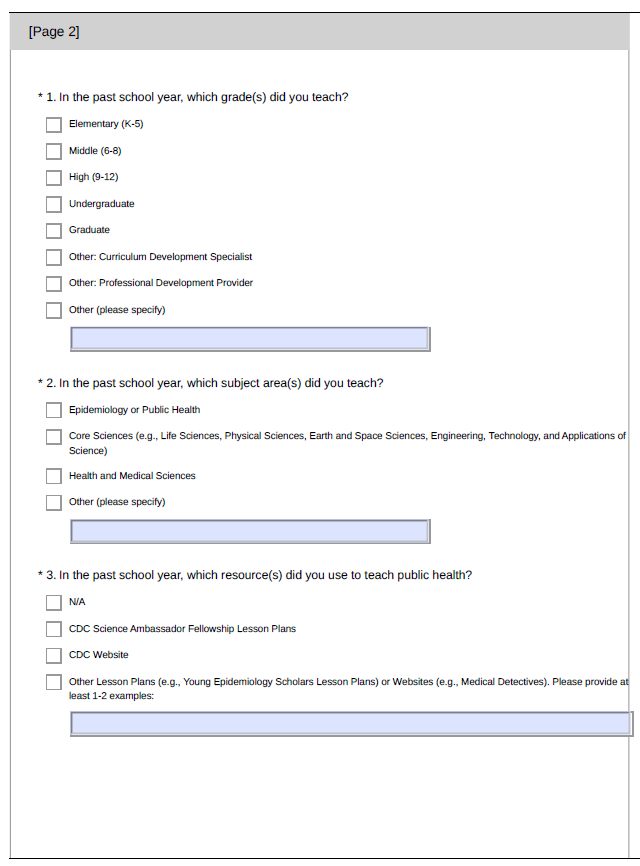 [Page 2]
* 1. In the past school year, which grade(s) did you teach?
Elementary (K-5)
Middle (6-8)
High (9-12)
Undergraduate
Graduate
Other: Curriculum Development Specialist
Other: Professional Development Provider
Other (please specify)
* 2. In the past school year, which subject area(s) did you teach?
Epidemiology or Public Health
Core Sciences (e.g., Life Sciences, Physical Sciences, Earth and Space Sciences, Engineering, Technology, and Applications of
Science)
Health and Medical Sciences
Other (please specify)
* 3. In the past school year, which resource(s) did you use to teach public health?
N/A
CDC Science Ambassador Fellowship Lesson Plans
CDC Website
Other Lesson Plans (e.g., Young Epidemiology Scholars Lesson Plans) or Websites (e.g., Medical Detectives). Please provide at
least 1-2 examples: